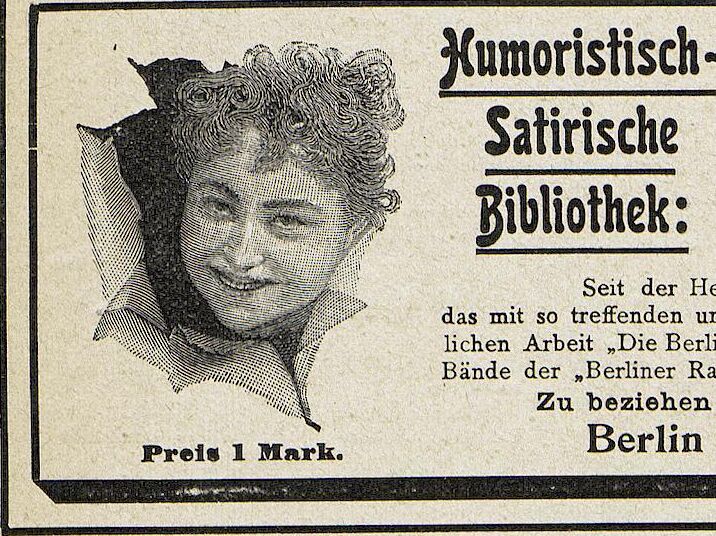 Humoristisch-
Satirische
Bibliothek:
Seit der He
das mit so treffenden un
lichen Arbeit „Die Berli
Bände der „Berliner Ra
Zu beziehen
Berlin
Preis 1 Mark.